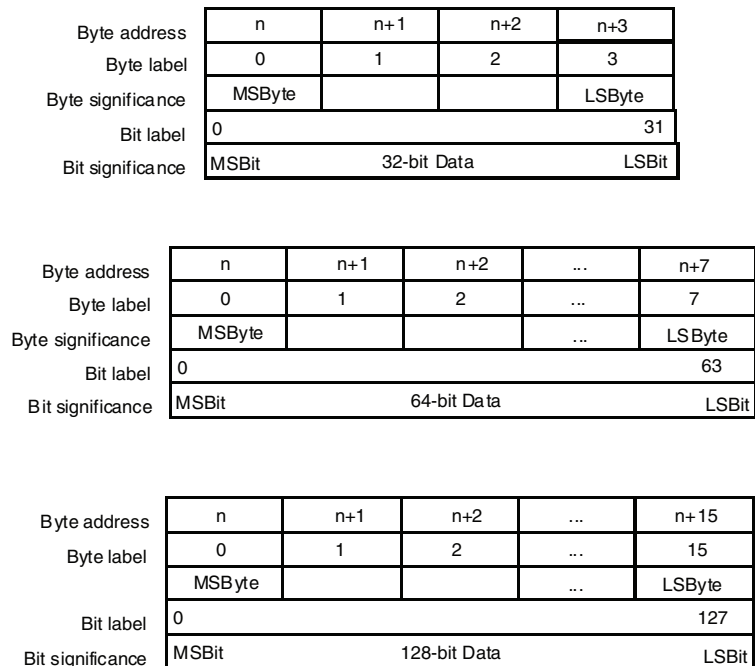 Byte address n n+1 n+2 n+3
Byte label 0 1 2 3
Byte significance MSByte LSByte
Bit label 0 31
Bit significance MSBit 32-bit Data LSBit
Byte address n n+1 n+2 ... n+7
Byte label 0 1 2 ... 7
Byte significance MSByte ... LSByte
Bit label 0 63
Bit significance MSBit 64-bit Data LSBit
Byte address n n+1 n+2 ... n+15
Byte label 0 1 2 ... 15
MSByte ... LSByte
Bit label 0 127
Bit significance MSBit 128-bit Data LSBit